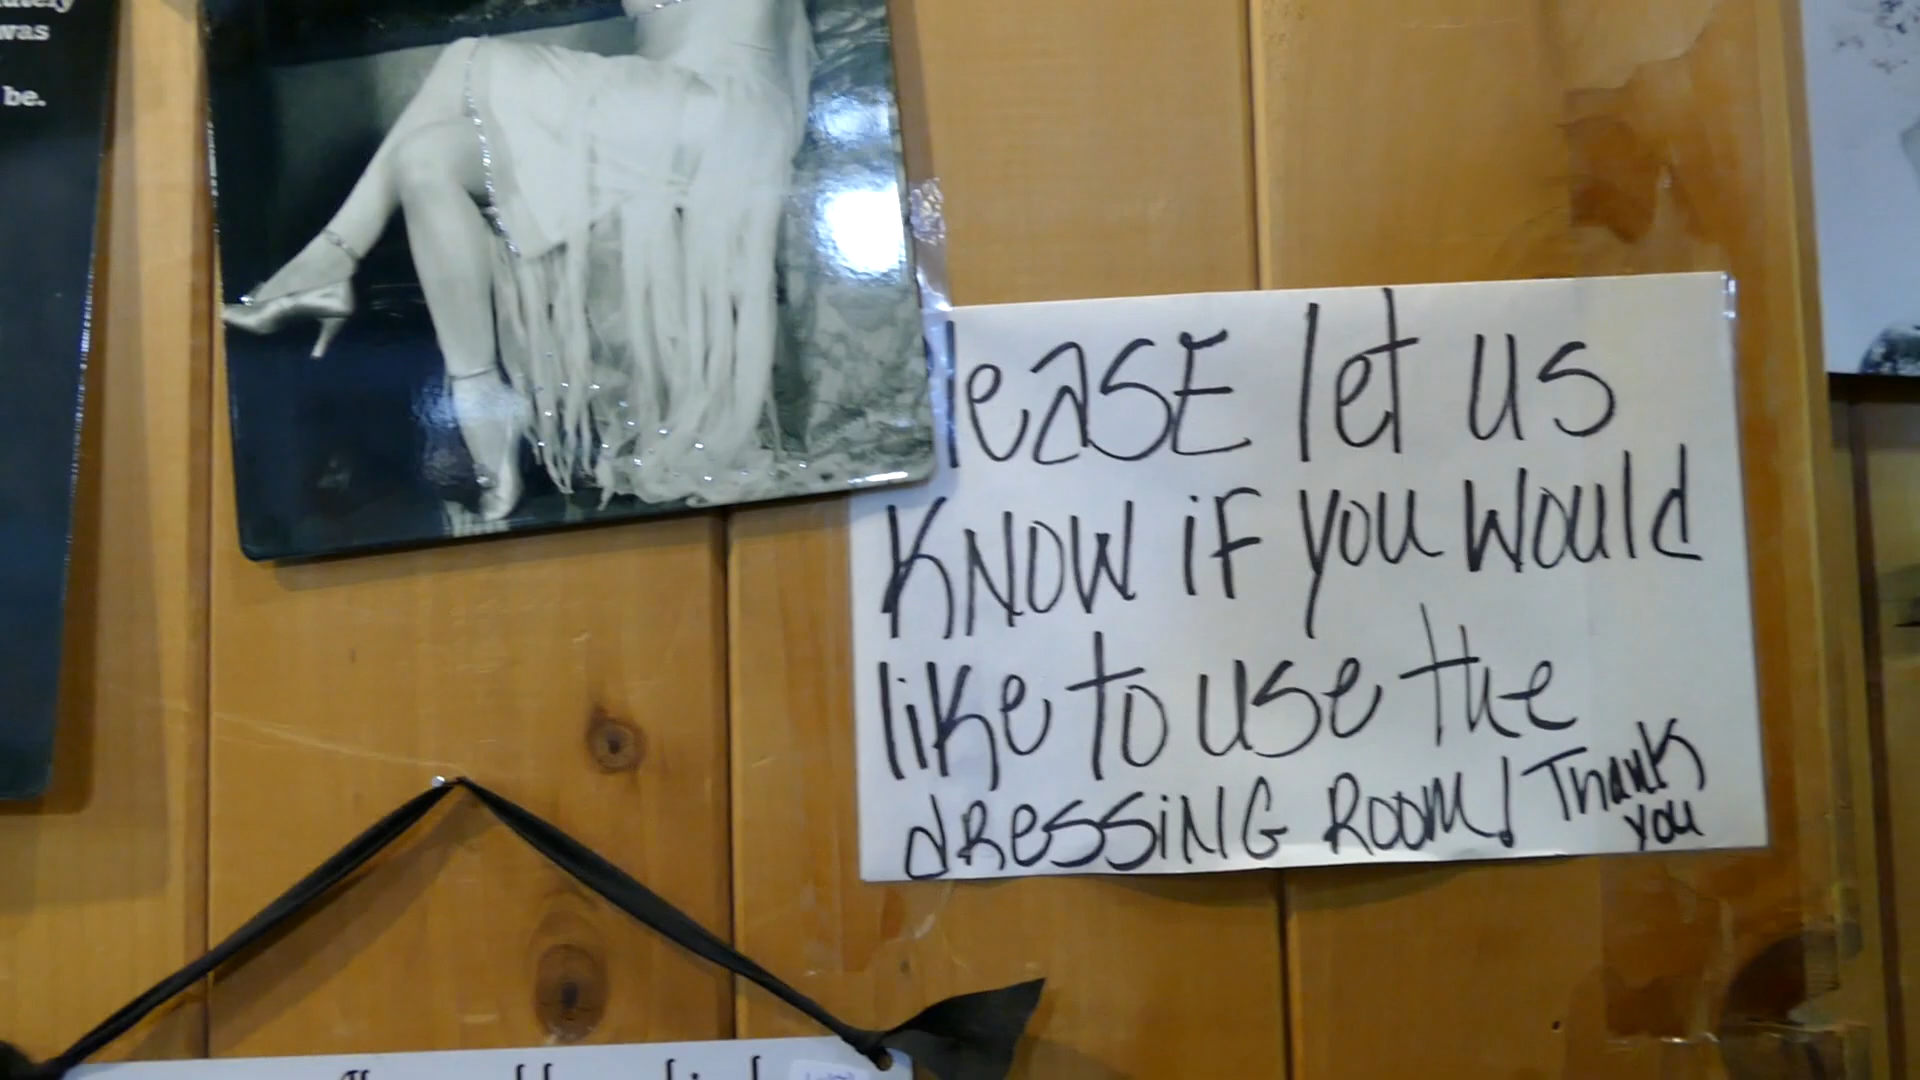 was
be.
lease let us
know if you would
like to use the
dressing room! Thank
you